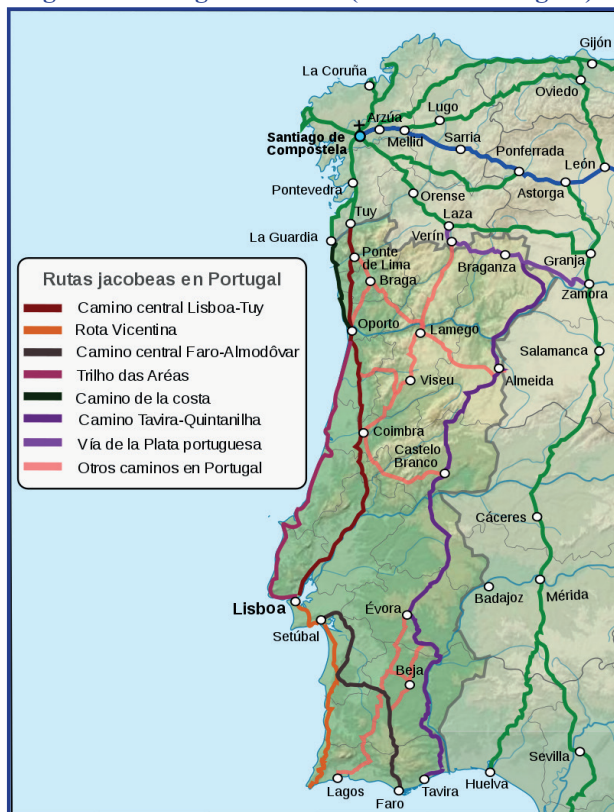 Gijón
La Coruña
Oviedo
Arzúa
Lugo
Santiago de
Compostela
Mellid
Sarria
Ponferrada
León
Astorga
Pontevedra
Orense
Tuy
Laza
La Guardia
Verín
Ponte
de Lima
Braganza
Granja
Braga
Zamora
Rutas jacobeas en Portugal
Camino central Lisboa-Tuy
Rota Vicentina
Camino central Faro-Almodôvar
Trilho das Aréas
Camino de la costa
Camino Tavira-Quintanilha
Vía de la Plata portuguesa
Otros caminos en Portugal
Oporto
Lamego
Salamanca
Viseu
Almeida
Coimbra
Castelo
Branco
Cáceres
Lisboa
Évora
Badajoz
Mérida
Setúbal
Beja
Sevilla
Lagos
Faro
Tavira
Huelva